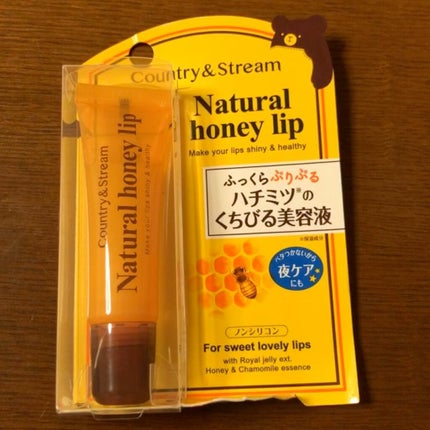 Country & Stream
Natural
honey lip
Make your lips shiny & healthy
ふっくらぷりぷる
ハチミツ※の
くちびる美容液
※保湿成分
ベタつかないから
夜ケア
にも
ノンシリコン
For sweet lovely lips
with Royal jelly ext.
Honey & Chamomile essence
Country & Stream
Natural honey lip
Make your lips shiny & healthy